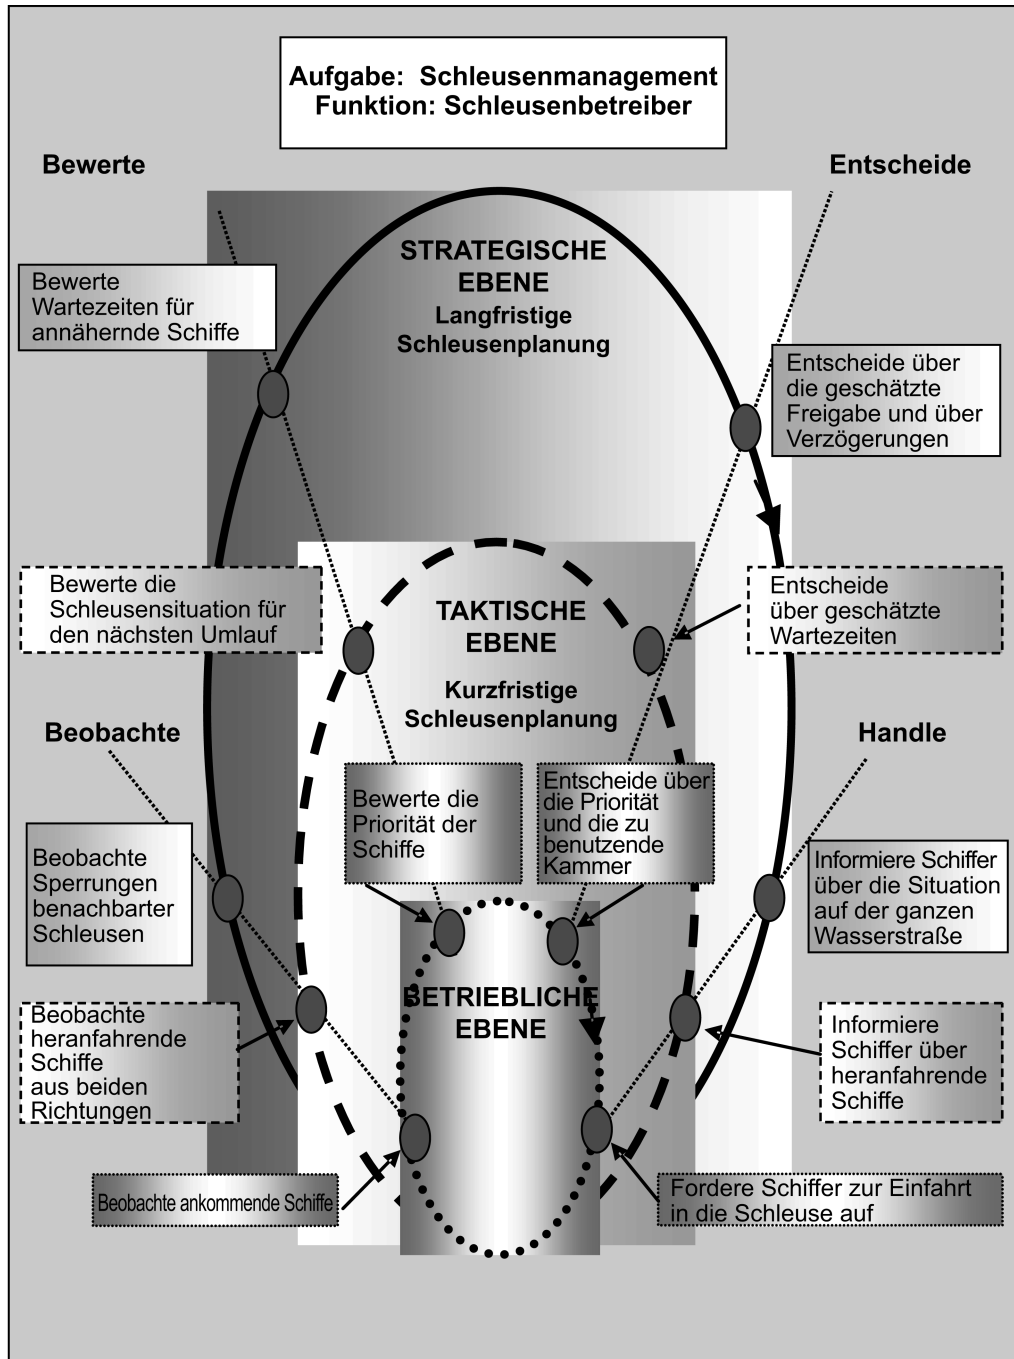 Aufgabe:  Schleusenmanagement
Funktion: Schleusenbetreiber
Bewerte
Entscheide
STRATEGISCHE
EBENE
Langfristige
Schleusenplanung
Bewerte
Wartezeiten für
annähernde Schiffe
Entscheide über
die geschätzte
Freigabe und über
Verzögerungen
Bewerte die
Schleusensituation für
den nächsten Umlauf
TAKTISCHE
EBENE
Kurzfristige
Schleusenplanung
Entscheide
über geschätzte
Wartezeiten
Beobachte
Handle
Bewerte die
Priorität der
Schiffe
Entscheide über
die Priorität
und die zu
benutzende
Kammer
Beobachte
Sperrungen
benachbarter
Schleusen
Informiere Schiffer
über die Situation
auf der ganzen
Wasserstraße
BETRIEBLICHE
EBENE
Beobachte
heranfahrende
Schiffe
aus beiden
Richtungen
Informiere
Schiffer über
heranfahrende
Schiffe
Beobachte ankommende Schiffe
Fordere Schiffer zur Einfahrt
in die Schleuse auf